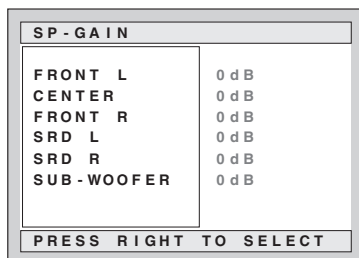 SP-GAIN
FRONT L 0dB
CENTER 0dB
FRONT R 0dB
SRD L 0dB
SRD R 0dB
SUB-WOOFER 0dB
PRESS RIGHT TO SELECT